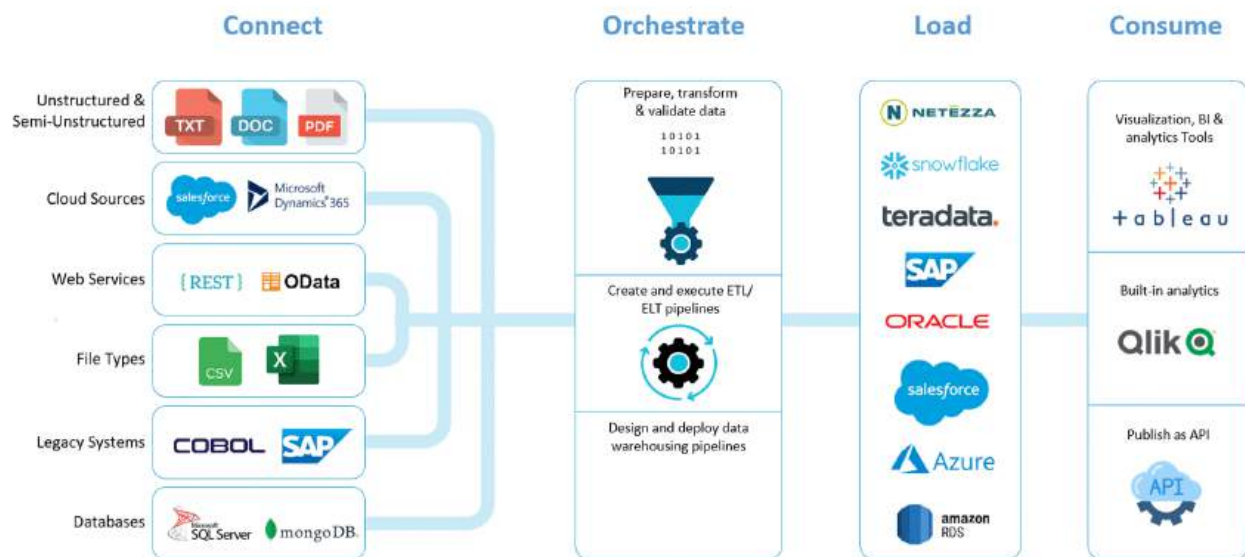 Connect
Orchestrate
Load
Consume
Unstructured &
Semi-Unstructured
TXT
DOC
PDF
Cloud Sources
salesforce
Microsoft
Dynamics 365
Web Services
{REST}
OData
File Types
CSV
X
Legacy Systems
COBOL
SAP
Databases
Microsoft
SQL Server
mongoDB
Prepare, transform
& validate data
10101
10101
Create and execute ETL/
ELT pipelines
Design and deploy data
warehousing pipelines
N NETEZZA
snowflake
teradata.
SAP
ORACLE
salesforce
Azure
amazon
RDS
Visualization, BI &
analytics Tools
+ableau
Built-in analytics
Qlik
Publish as API
API